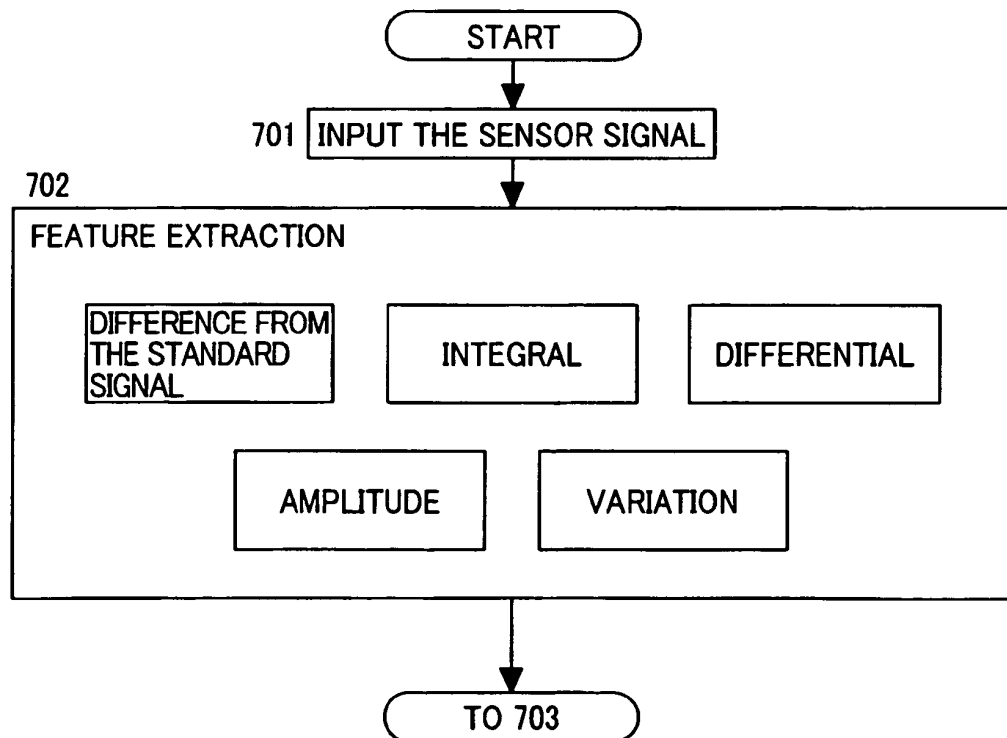 START
701 INPUT THE SENSOR SIGNAL
702
FEATURE EXTRACTION
DIFFERENCE FROM
THE STANDARD
SIGNAL
INTEGRAL
DIFFERENTIAL
AMPLITUDE
VARIATION
TO 703